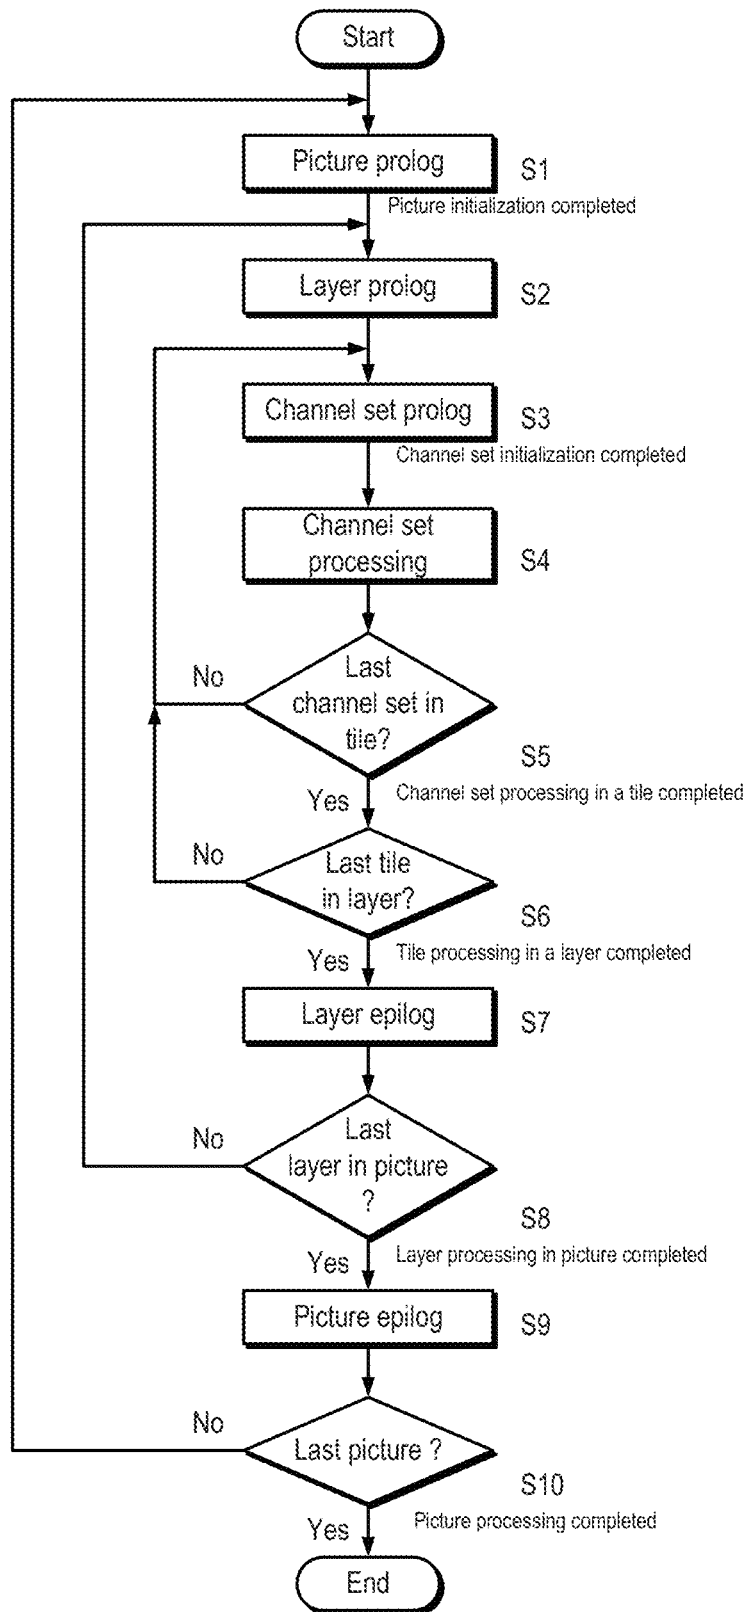 Start
Picture prolog
S1
Picture initialization completed
Layer prolog
S2
Channel set prolog
S3
Channel set initialization completed
Channel set
processing
S4
Last
channel set in
tile?
No
S5
Yes
Channel set processing in a tile completed
Last tile
in layer?
No
S6
Yes
Tile processing in a layer completed
Layer epilog
S7
Last
layer in picture
?
No
S8
Yes
Layer processing in picture completed
Picture epilog
S9
No
Last picture ?
S10
Yes
Picture processing completed
End